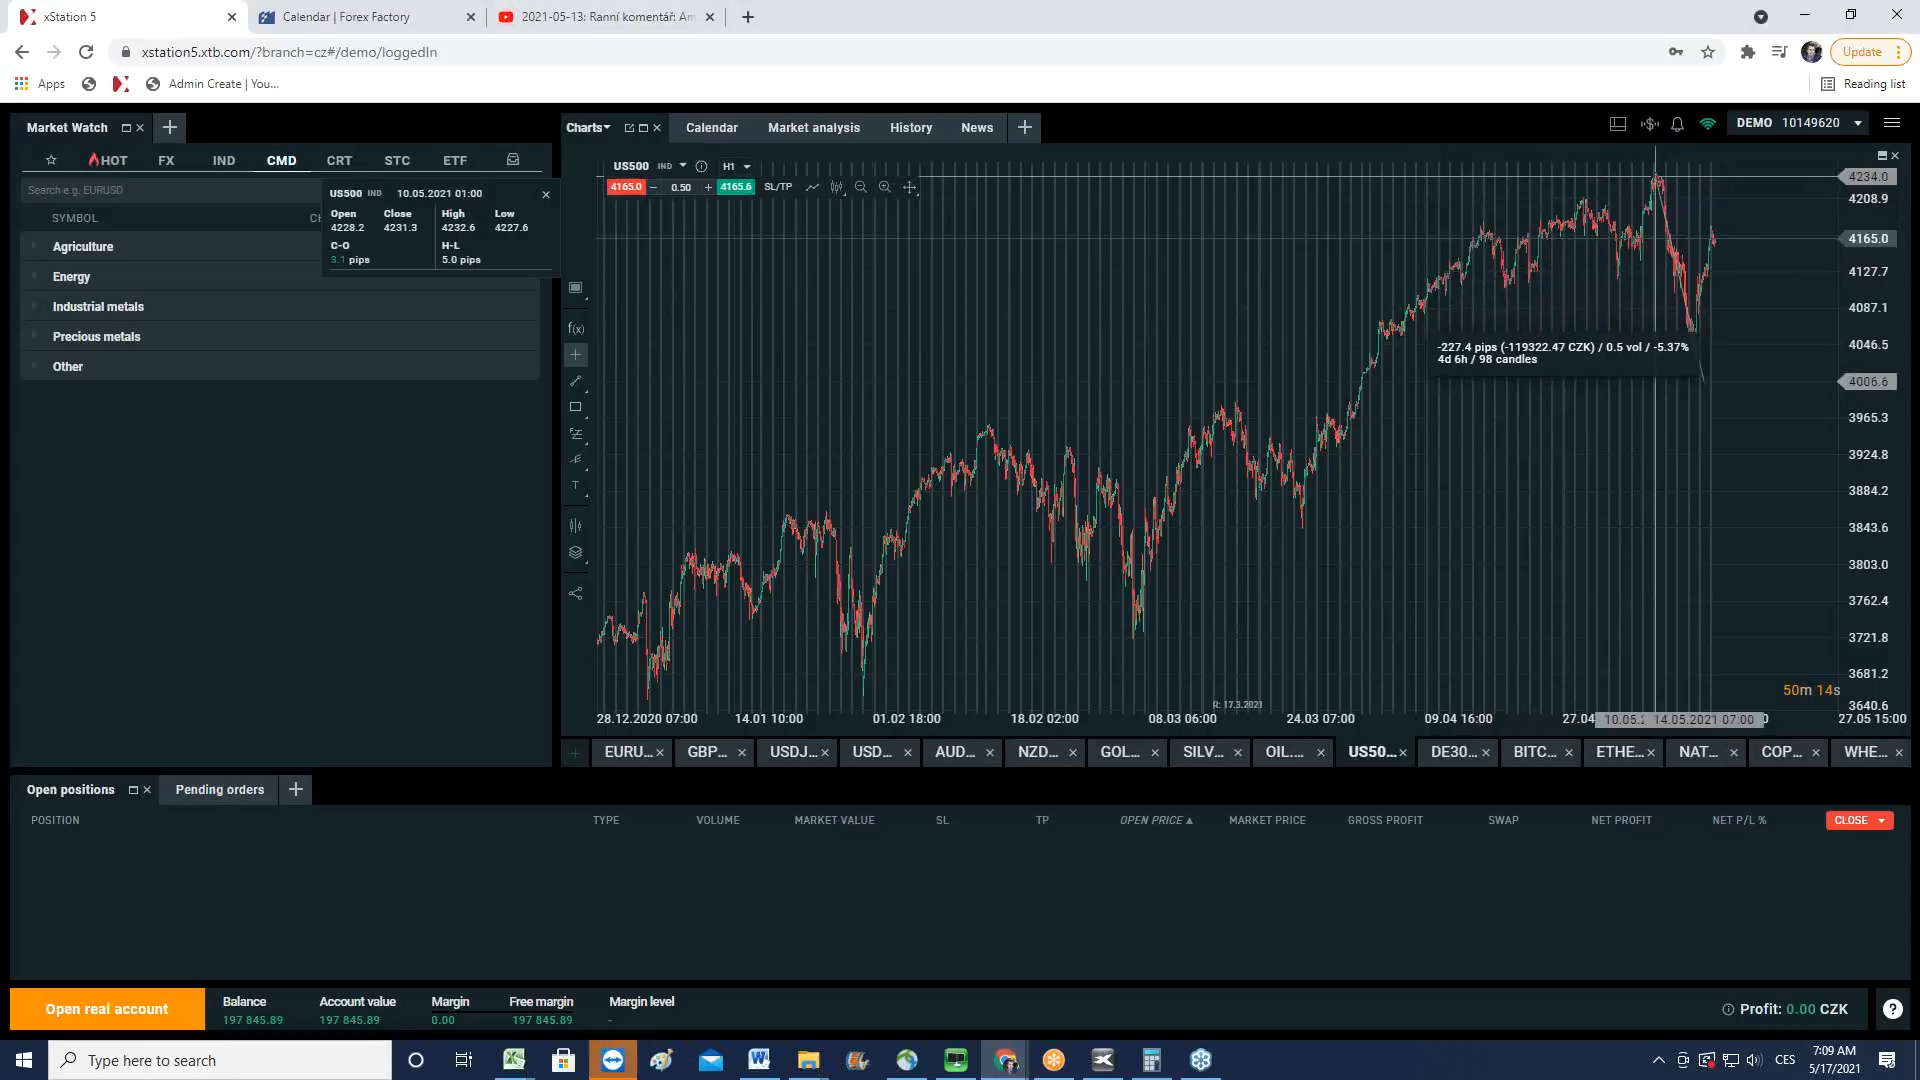 xStation 5
Calendar | Forex Factory
2021-05-13: Ranní komentář: Am
xstation5.xtb.com/?branch=cz#/demo/loggedIn
Update
Apps
Admin Create | You...
Reading list
Market Watch
Charts
Calendar
Market analysis
History
News
DEMO 10149620
HOT FX IND CMD CRT STC ETF
US500 IND H1
Search e.g. EURUSD
4165.0 0.50 4165.6 SL/TP
SYMBOL
US500 IND 10.05.2021 01:00
Open Close High Low
4228.2 4231.3 4232.6 4227.6
C-O H-L
3.1 pips 5.0 pips
Agriculture
Energy
Industrial metals
Precious metals
Other
f(x)
T
4234.0
4208.9
4165.0
4127.7
4087.1
4046.5
4006.6
3965.3
3924.8
3884.2
3843.6
3803.0
3762.4
3721.8
3681.2
3640.6
-227.4 pips (-119322.47 CZK) / 0.5 vol / -5.37%
4d 6h / 98 candles
50m 14s
R: 17.3.2021
28.12.2020 07:00 14.01 10:00 01.02 18:00 18.02 02:00 08.03 06:00 24.03 07:00 09.04 16:00 27.04 10.05.2 14.05.2021 07:00 27.05 15:00
EURU... GBP... USDJ... USD... AUD... NZD... GOL... SILV... OIL.... US50... DE30... BITC... ETHE... NAT... COP... WHE...
Open positions
Pending orders
POSITION TYPE VOLUME MARKET VALUE SL TP OPEN PRICE MARKET PRICE GROSS PROFIT SWAP NET PROFIT NET P/L % CLOSE
Open real account
Balance Account value Margin Free margin Margin level
197 845.89 197 845.89 0.00 197 845.89 -
Profit: 0.00 CZK
Type here to search
CES
7:09 AM
5/17/2021